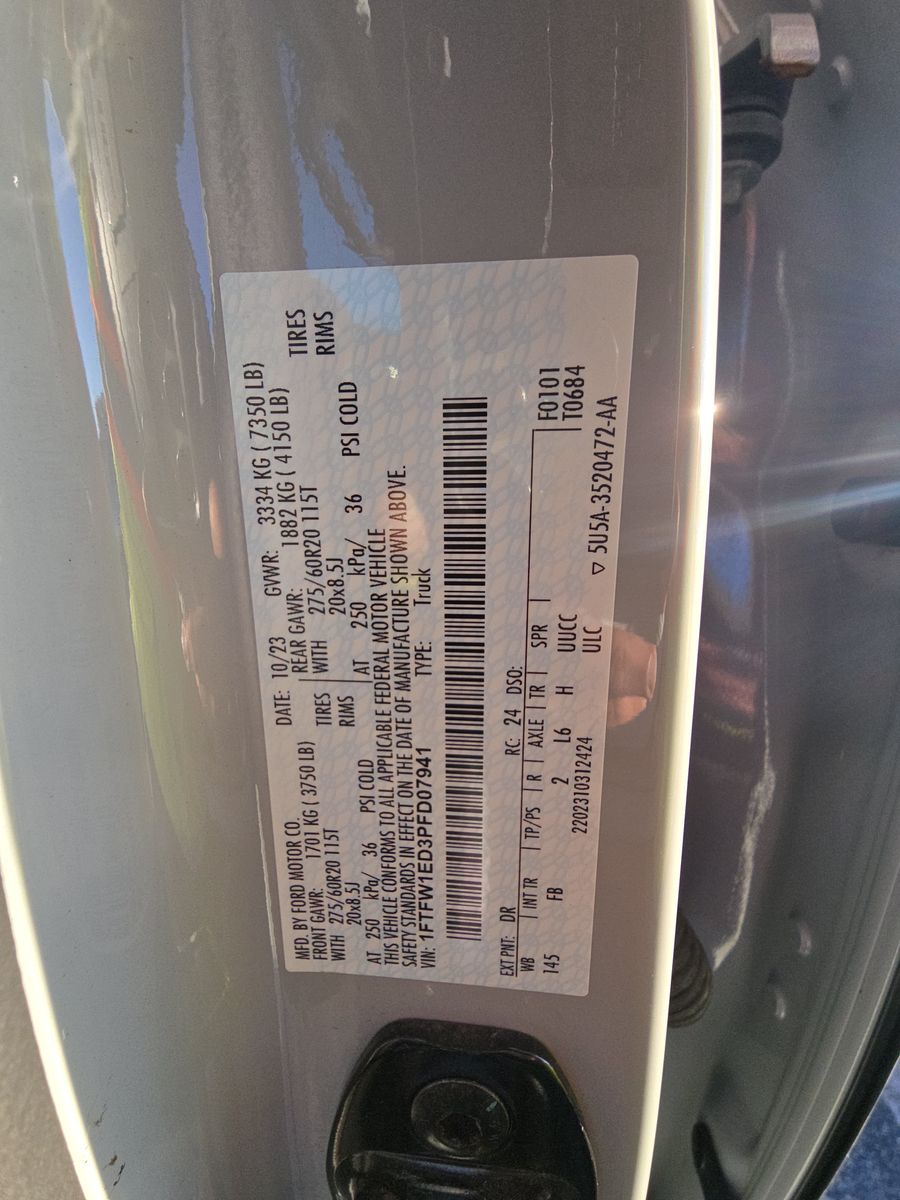 MFD. BY FORD MOTOR CO.
DATE: 10/23 GVWR: 3334 KG ( 7350 LB)
FRONT GAWR: 1701 KG ( 3750 LB) REAR GAWR: 1882 KG ( 4150 LB)
WITH 275/60R20 115T TIRES WITH 275/60R20 115T TIRES
20x8.5J RIMS 20x8.5J RIMS
AT 250 kPa/ 36 PSI COLD AT 250 kPa/ 36 PSI COLD
THIS VEHICLE CONFORMS TO ALL APPLICABLE FEDERAL MOTOR VEHICLE
SAFETY STANDARDS IN EFFECT ON THE DATE OF MANUFACTURE SHOWN ABOVE.
VIN: 1FTFW1ED3PFD07941 TYPE: Truck
EXT PNT: DR RC: 24 DSO: F0101
WB INT TR TP/PS R AXLE TR SPR T0684
145 FB 2 L6 H UUCC
2202310312424 ULC
▽ 5U5A-3520472-AA